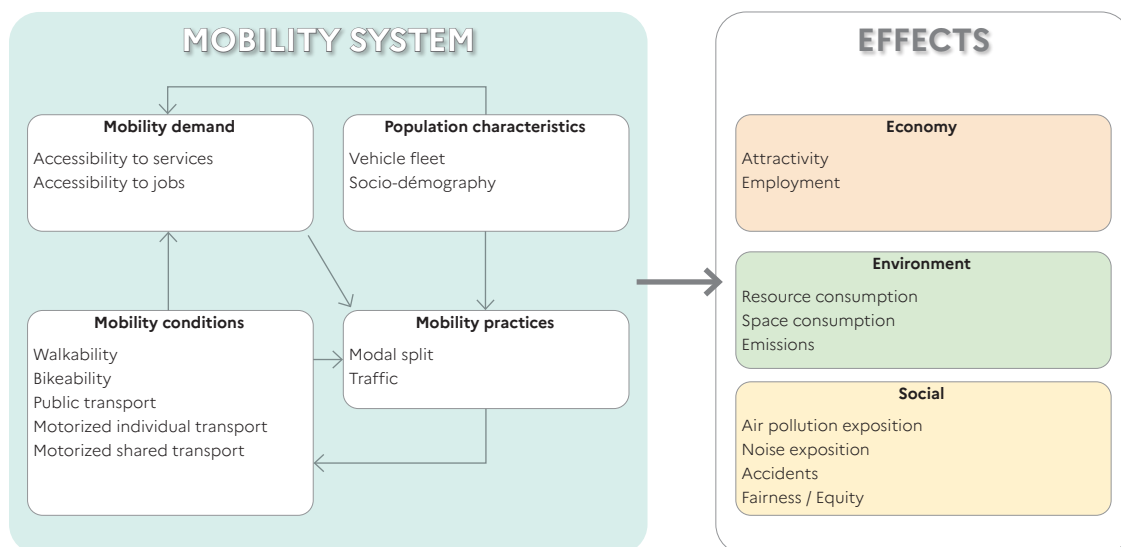 MOBILITY SYSTEM
Mobility demand
Accessibility to services
Accessibility to jobs
Population characteristics
Vehicle fleet
Socio-démography
Mobility conditions
Walkability
Bikeability
Public transport
Motorized individual transport
Motorized shared transport
Mobility practices
Modal split
Traffic
EFFECTS
Economy
Attractivity
Employment
Environment
Resource consumption
Space consumption
Emissions
Social
Air pollution exposition
Noise exposition
Accidents
Fairness / Equity